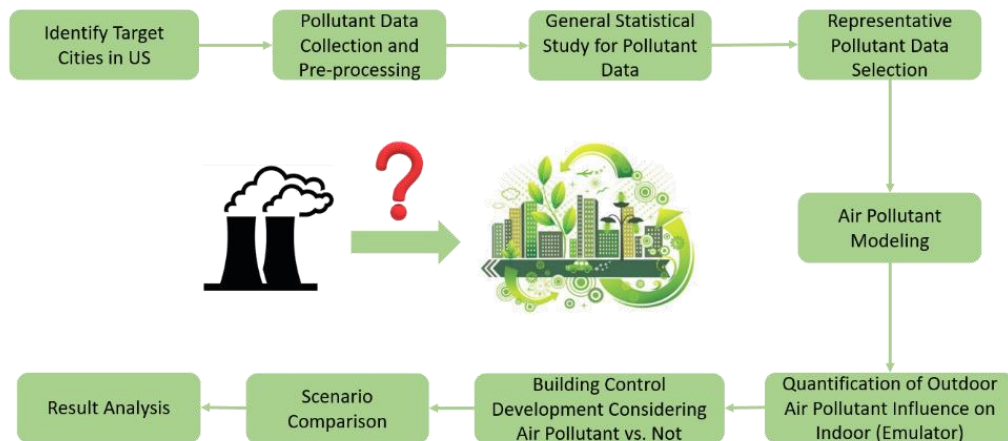 Identify Target
Cities in US
Pollutant Data
Collection and
Pre-processing
General Statistical
Study for Pollutant
Data
Representative
Pollutant Data
Selection
Air Pollutant
Modeling
Quantification of Outdoor
Air Pollutant Influence on
Indoor (Emulator)
Building Control
Development Considering
Air Pollutant vs. Not
Scenario
Comparison
Result Analysis